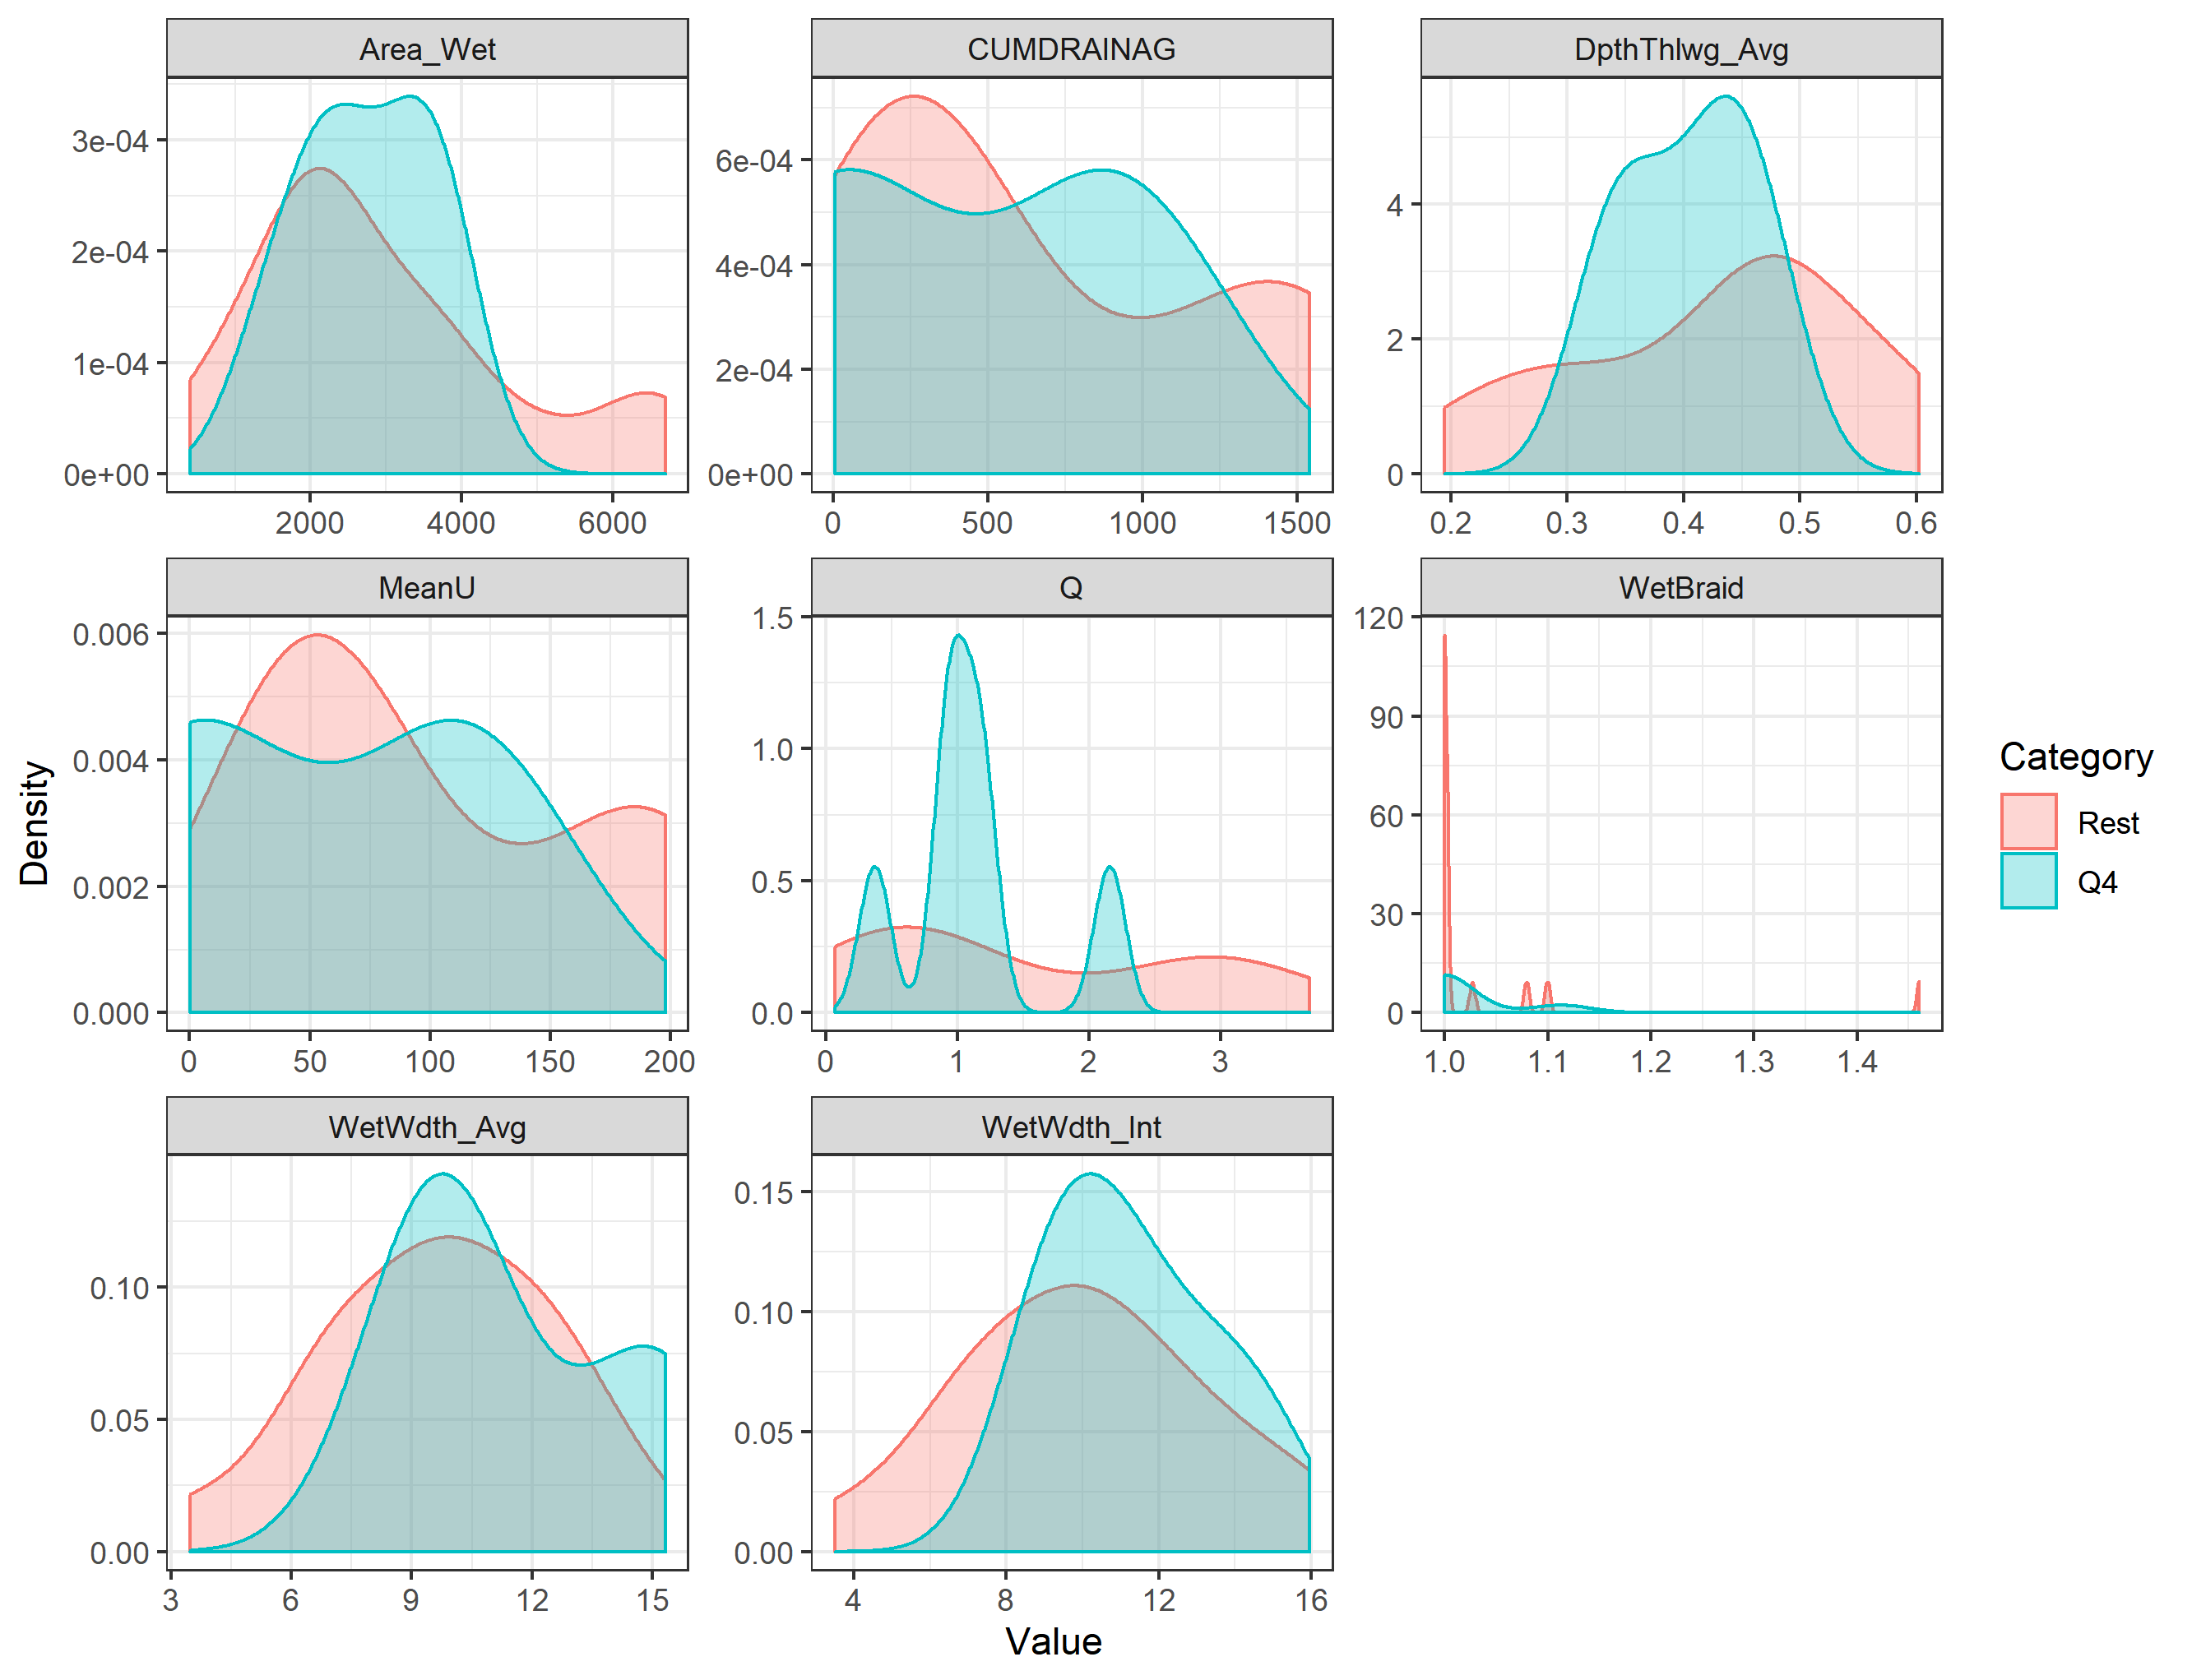 Area_Wet CUMDRAINAG DpthThlwg_Avg
3e-04
2e-04
1e-04
0e+00
2000 4000 6000
6e-04
4e-04
2e-04
0e+00
0 500 1000 1500
4
2
0
0.2 0.3 0.4 0.5 0.6
MeanU Q WetBraid
0.006
0.004
0.002
0.000
0 50 100 150 200
1.5
1.0
0.5
0.0
0 1 2 3
120
90
60
30
0
1.0 1.1 1.2 1.3 1.4
WetWdth_Avg WetWdth_Int
0.10
0.05
0.00
3 6 9 12 15
0.15
0.10
0.05
0.00
4 8 12 16
Density
Value
Category
Rest
Q4